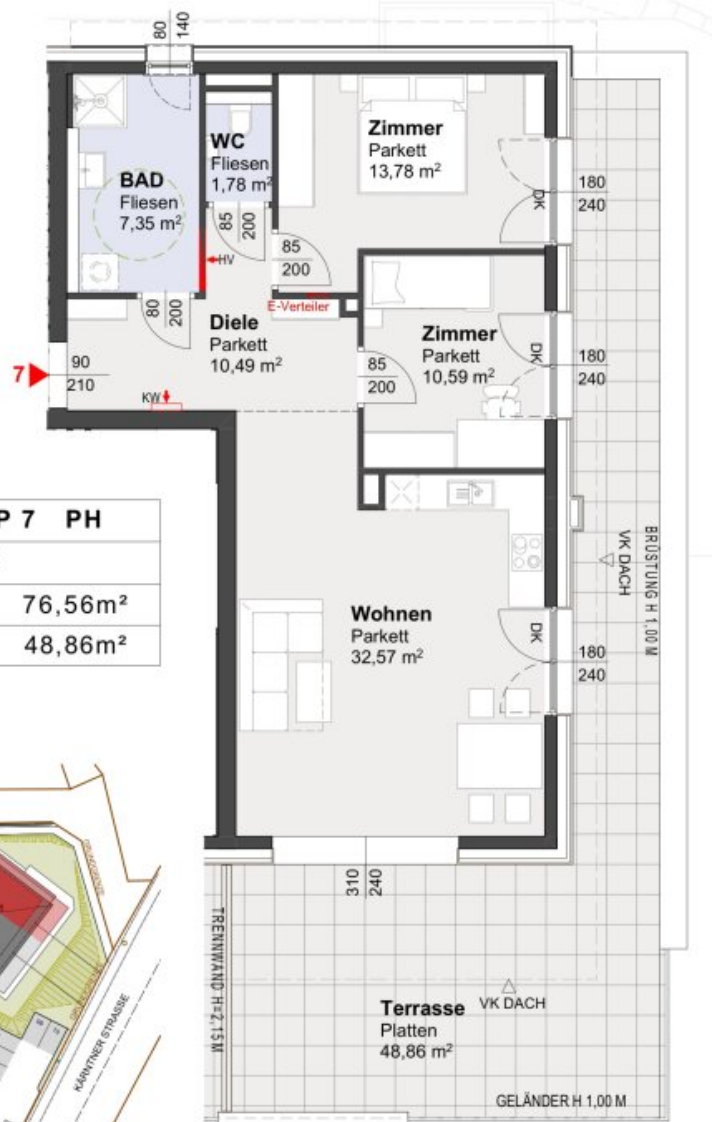 80
140
BAD
Fliesen
7,35 m²
WC
Fliesen
1,78 m²
Zimmer
Parkett
13,78 m²
DK
180
240
85
200
HV
85
200
80
200
E-Verteiler
Diele
Parkett
10,49 m²
Zimmer
Parkett
10,59 m²
DK
180
240
85
200
7
90
210
KW
P 7 PH
76,56m²
48,86m²
Wohnen
Parkett
32,57 m²
DK
180
240
VK DACH
BRÜSTUNG H 1,00 M
310
240
TRENNWAND H=2,15M
Terrasse
Platten
48,86 m²
VK DACH
GELÄNDER H 1,00 M
KÄRNTNER STRASSE